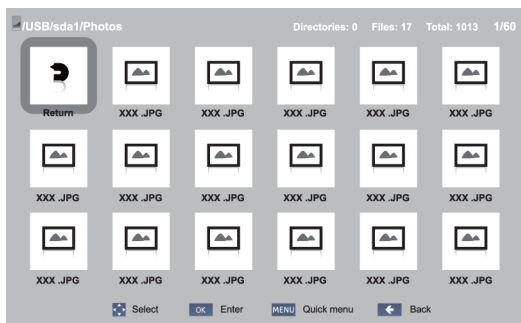 /USB/sda1/Photos Directories: 0 Files: 17 Total: 1013 1/60
Return XXX .JPG XXX .JPG XXX .JPG XXX .JPG XXX .JPG
XXX .JPG XXX .JPG XXX .JPG XXX .JPG XXX .JPG XXX .JPG
XXX .JPG XXX .JPG XXX .JPG XXX .JPG XXX .JPG XXX .JPG
Select OK Enter MENU Quick menu Back